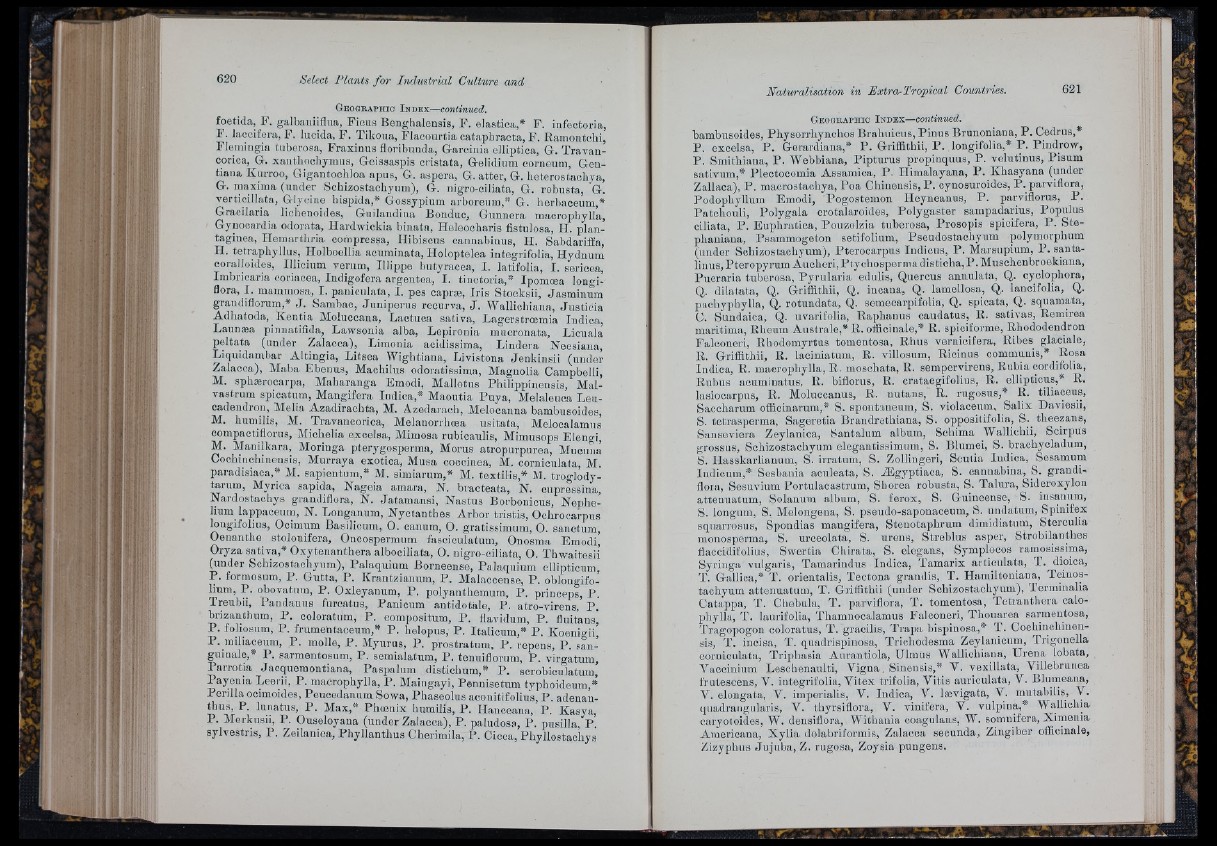 620 Select Plants for Industrial Culture and
GEOGRAPHIC INDEX—continued.
foetida, F. galbaniflua, Ficus Benghalensis, F. elastica,* F. infectoria,
F. laccifera, F. lucida, F. Tikoua, Flacourtia cataphracta, F. Ramontchi,
Flemingia tuberosa, Fraxinus floribunda, Garcinia elliptica, G. Travan-
corica, G. xanthochymus, Geissaspis cristata, Gelidium corneum, Gen-
tiana Kurroo, Gigantochloa apus, G. aspera, G. atter, G. heterostachya,
G. maxima (under Schizostachyum), G. nigro-ciliata, G. robusta, G.
verticillata, Glycine hispida,* Gossypium arboreum,* G. herbaceum,*
Gracilaria lichenoides, Guilandina Bonduc, Gunnera macrophylla,
Gynocardia odorata, Hardwickia binata, Heleocharis fistulosa, H. plan-
taginea, Hemarthria compressa, Hibiscus cannabinus, H. Sabdariffa,
H. tetraphyllus, Holboellia acuminata, Holoptelea integrifolia, Hydnum
coralloides, Illicium verum, Illippe butyracea, I. latifolia, I. sericea,
Imbricaria coriacea, Indigofera argentea, I. tinctoria,* Ipomœa longi-
flora, I. mammosa, I. paniculata, I. pes capræ, Iris Stocksii, Jasminum
grandiflorum,* J. Sambac, Juniperus recurva, J. Wallichiana, Justicia
Adhatoda, Kentia Moluccana, Lactuca sativa, Lagerstrœmia Indica,
Launæa pinnatifida, Lawsonia alba, Lepironia mucronata, Licuala
peltata (under Zalacca), Limonia acidissima, Lindera Neesiana,
Liquidambar Altingia, Litsea Wightiana, Livistona Jenkinsii (under
Zalacca), Maba Ebenus, Machilus odoratissima, Magnolia Campbelli,
M. sphærocarpa, Maharanga Emodi, Mallotus Philippinensis, Mal-
vastrum spicatum, Mangifera Indica,* Maoutia Puya, Melaleuca Leu-
cadendron, Melia Azadirachta, M. Azedarach, Melocanna bambusoides,
M. humilis, M. Travancorica, Melanorrhœa usitata, Melocalamus
compactiflorus, Michelia excelsa, Mimosa rubicaulis, Mimusops Elengi,
M. Manilkara, Moringa pterygosperma, Morus atropurpurea, Mucuna
Cochinchinensis, Murraya exotica, Musa coccinea, M. corniculata, M.
paradisiaca,* M. sapientum,* M. simiarum,* M. textilis,* M. troglody-
tarum, Myrica sapida, Nageia amara, N. bracteata, N. cupressina,
Nardostachys grandiflora, N. Jatamansi, Nastus Borbonicus, Nephe-
lium lappaceum, N. Longanum, Nyctanthes Arbor tristis, Ochrocarpus
longifolius, Ocimum Basilicum, O. canum, O. gratissimum, O. sanctum,
Oenanthe stolonifera, Oncospermum fasciculatum, Onosma Emodi,
Oryza sativa,* Oxytenanthera albociliata, O. nigro-ciliata, O. Thwaitesii
(under Schizostachyum), Palaquium Borneense, Palaquium ellipticum,
P. formosum, P. Gutta, P. Krantzianum, P. Malaccense, P. oblongifo-
lium, P. obovatum, P. Oxleyanum, P. polyanthemum, P. princeps, P.
Treubii, Pandanus furcatus, Panicum antidotale, P. atro-virens, P.
brizanthum, P. coloratum, P. compositum, P. flavidum, P. fluitans,
P. foliosum, P. frumentaceum,* P. helopus, P. Italicum,* P. Koenigii,
P. miliaceum, P. molle, P. Myurus, P. prostratum, P. repens, P. san-
guinale,* P. sarmentosum, P. semialatum, P. tenuiflorum, P. virgatum,
Parrotia Jacquemontiana, Paspalum distichum,* P. scrobiculatum,
Payenia Leerii, P. macrophylla, P. Maingayi, Pennisetum typhoideum,*
Perilla ocimoides, Peucedanum Sowa, Phaseolus aconitifolius, P. adenan-
thus, P. lunatus, P. Max,* Phœnix humilis, P. Hanceana, P. Kasya,
P. Merkusii, P. Ouseloyana (under Zalacca), P. paludosa, P. pusilla, P.
sylvestris, P. Zeilanica, Phyllanthus Cherimila, P. Cicca, Phyllostachys
Naturalisation in Extra-Tropical Countries. 621
GEOGRAPHIC INDEX—continued.
bambusoides, Physorrhynchos Brahuicus, Pinus Brunoniana, P. Cedrus,*
P. excelsa, P. Gerardiana,* P. Griffithii, P. longifolia,* P. Pindrow,
P. Smithiana, P. Webbiana, Pipturus propinquus, P. velutinus, Pisum
sativum,* Plectocomia Assamica, P. Himalayana, P. Khasyana (under
Zallaca), P. macrostachya, Poa Chinensis, P. cynosuroides, P. parviflora,
Podophyllum Emodi, Pogostemon Heyneanus, P. parviflorus, P.
Patchouli, Polygala crotalaroides, Polygaster sampadarius, Populus
ciliata, P. Euphratica, Pouzolzia tuberosa, Prosopis spicifera, P. Ste-
phaniana, Psammogeton setifolium, Pseudostachyum polymorphum
(under Schizostachyum), Pterocarpus Indicus, P. Marsupium, P. santa-
linus, Pteropyrum Aucheri, Ptychosperma disticha, P. Muschenbroekiana,
Pueraria tuberosa, Pyrularia edulis, Quercus annulata, Q. cyclophora,
Q. dilatata, Q. Griffithii, Q. incana, Q. lamellosa, Q. lancifolia, Q.
pachyphylla, Q. rotundata, Q. semecarpifolia, Q. spicata, Q. squamata,
C. Sundaica, Q. uvarifolia, Raphanus caudatus, R. sativas, Remirea
maritima, Rheum Australe,* R. officinale,* R. spiciforme, Rhododendron
Falconeri, Rhodomyrtus tomentosa, Rhus vernicifera, Ribes glaciale,
R. Griffithii, R. laciniatum, R. villosum, Ricinus communis,* Rosa
Indica, R. macrophylla, R. moschata, R. sempervirens, Rubia cordifolia,
Rubus acuminatus, R. biflorus, R. crataegifolius, R. ellipticus,* R.
lasiocarpus, R. Moluccanus, R. nutans, R. rugosus,* R. tiliaceus,
Saccharum officinarum,* S. spontaneum, S. violaceum, Salix Daviesii,
S. tetrasperma, Sageretia Brandrethiana, S. oppositifolia, S. theezans,
Sanseviera Zeylanica, Santalum album, Schima Wallichii, Scirpus
grossus, Schizostachyum elegantissimum, S. Blumei, S. brachycladum,
S. Hasskarlianum, S. irratum, S. Zollingeri, Scutia Indica, Sesamum
Indicum,* Sesbania aculeata, S. Ægyptiaca, S. cannabina, S. grandi-
flora, Sesuvium Portulacastrum, Shorea robusta, S. Talura, Sideroxylon
attenuatum, Solanum album, S. ferox, S. Guineense, S. insanum,
S. longum, S. Melongena, S. pseudo-saponaceum, S. undatum, Spinifex
squarrosus, Spondias mangifera, Stenotaphrum dimidiatum, Sterculia
monosperma, S. urceolata, S. urens, Streblus asper, Strobilanthes
flaccidifolius, Swertia Chirata, S. elegans, Symplocos ramosissima,
Syringa vulgaris, Tamarindus Indica, Tamarix articulata, T. dioica,
T. Gallica,* T. orientalis, Tectona grandis, T. Hamiltoniana, Teinos-
tachyum attenuatum, T. Griffithii (under Schizostachyum), Terminalia
Catappa, T. Chebula, T. parviflora, T. tomentosa, Tetranthera calo-
phylla, T. laurifolia, Thamnocalamus Falconeri, Thouarea sarmentosa,
Tragopogon coloratus, T. gracilis, Trapa bispinosa,* T. Cochinchinen-
sis, T. incisa, T. quadrispinosa, Trichodesma Zeylanicum, Trigonella
corniculata, Triphasia Aurantiola, Ulmus Wallichiana, Urena lobata,
Vaccinium Leschenaulti, Vigna Sinensis,* V. vexillata, Villebrunea
frutescens, V. integrifolia, Vitex trifolia, Vitis auriculata, V. Blumeana,
V. elongata, V. imperialis, V. Indica, V. lævigata, V. mutabilis, V.
quadrangularis, V. thyrsiflora, V. vinifera, V. vulpina,* Wallichia
caryotoides, W. densiflora, Withania coagulans, W. somnifera, Ximenia
Americana, Xylia dolabriformis, Zalacca secunda, Zingiber officinale,
Zizyphus Jujuba, Z. rugosa, Zoysia pungens.